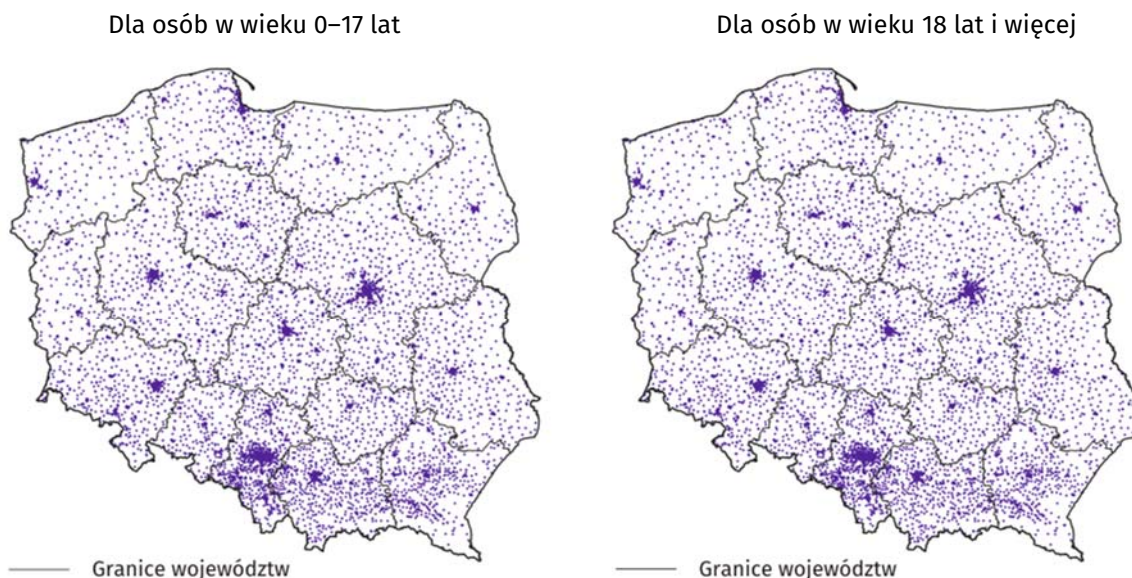 Dla osób w wieku 0–17 lat
Dla osób w wieku 18 lat i więcej
Granice województw
Granice województw